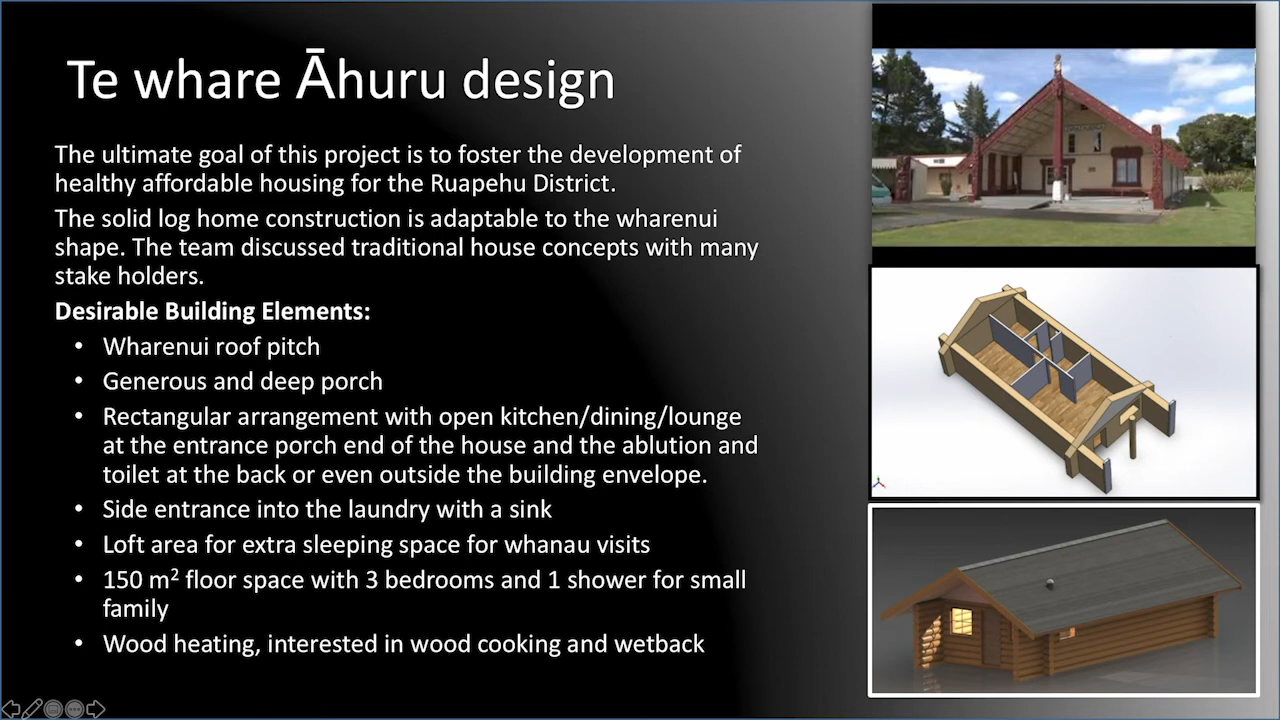 Te whare Āhuru design
The ultimate goal of this project is to foster the development of
healthy affordable housing for the Ruapehu District.
The solid log home construction is adaptable to the wharenui
shape. The team discussed traditional house concepts with many
stake holders.
Desirable Building Elements:
• Wharenui roof pitch
• Generous and deep porch
• Rectangular arrangement with open kitchen/dining/lounge
at the entrance porch end of the house and the ablution and
toilet at the back or even outside the building envelope.
• Side entrance into the laundry with a sink
• Loft area for extra sleeping space for whanau visits
• 150 m² floor space with 3 bedrooms and 1 shower for small
family
• Wood heating, interested in wood cooking and wetback